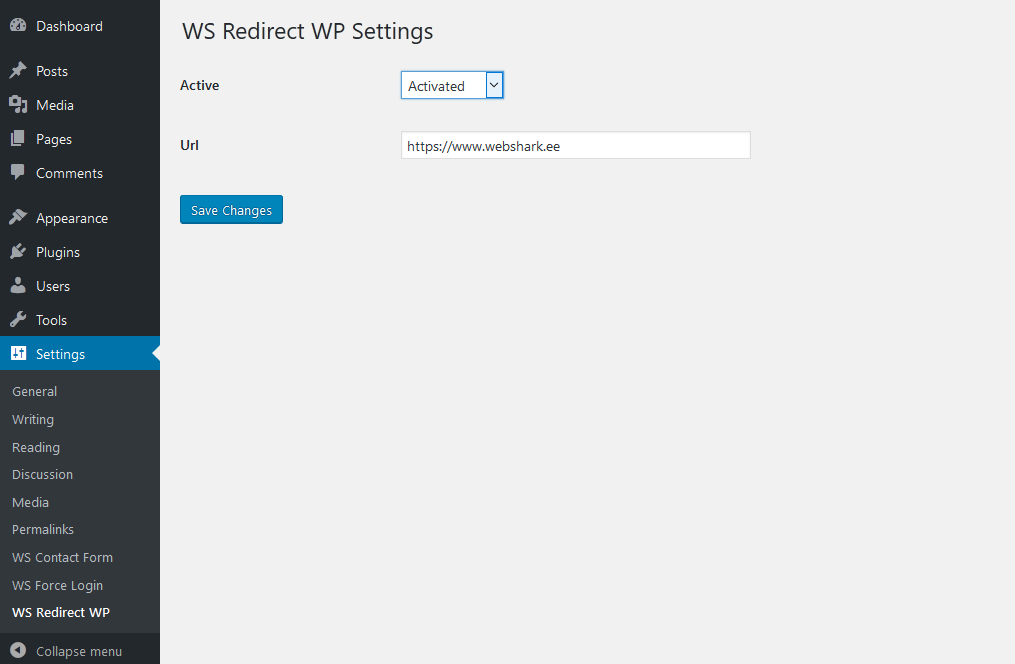 Dashboard
Posts
Media
Pages
Comments
Appearance
Plugins
Users
Tools
Settings
General
Writing
Reading
Discussion
Media
Permalinks
WS Contact Form
WS Force Login
WS Redirect WP
Collapse menu
WS Redirect WP Settings
Active Activated
Url https://www.webshark.ee
Save Changes